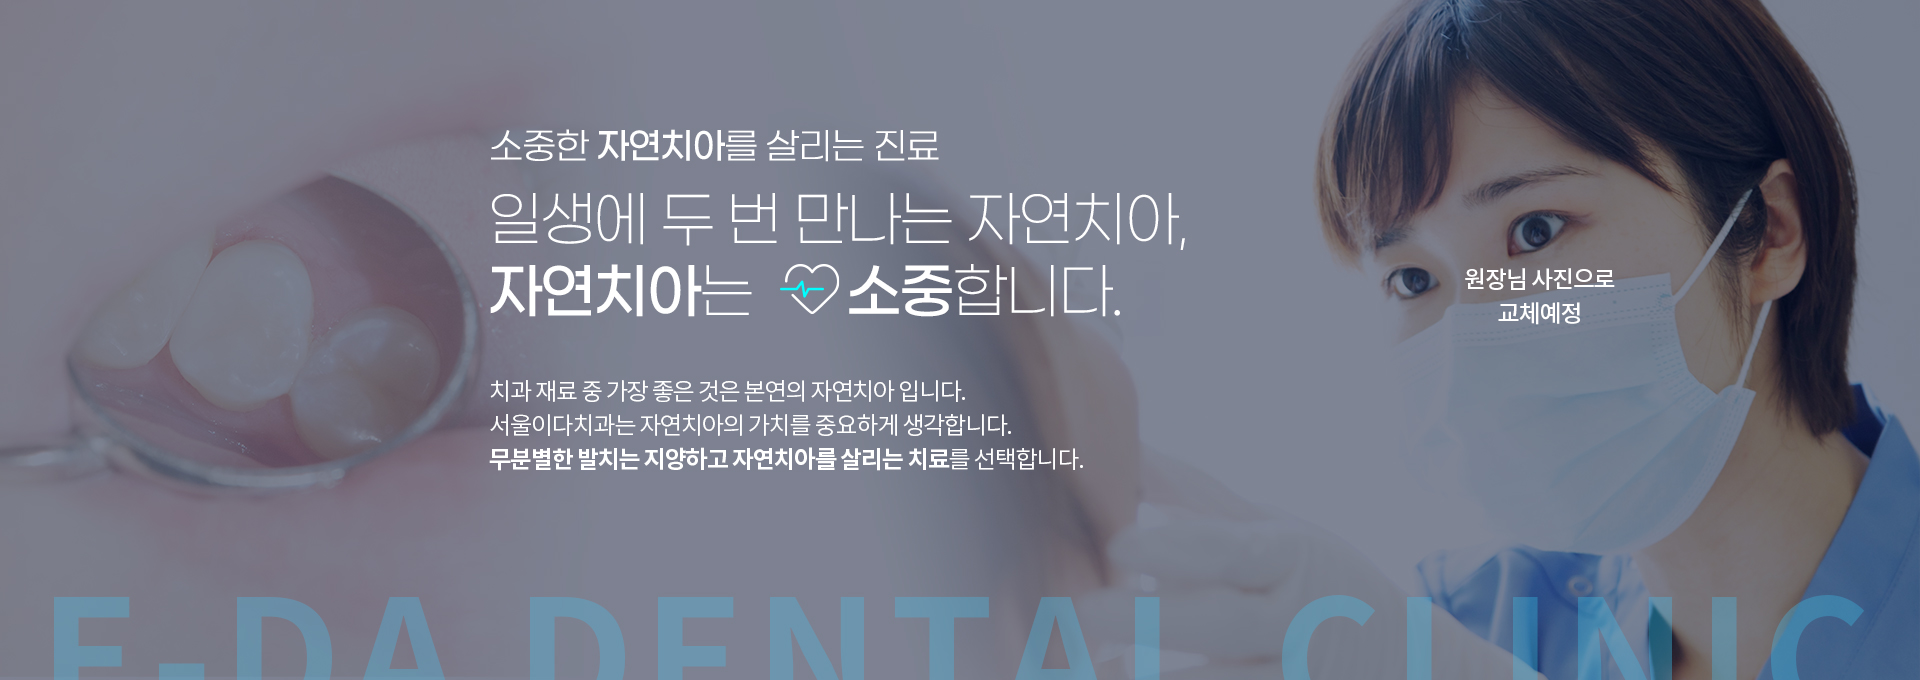 소중한 자연치아를 살리는 진료
일생에 두 번 만나는 자연치아,
자연치아는 소중합니다.
치과 재료 중 가장 좋은 것은 본연의 자연치아 입니다.
서울이다치과는 자연치아의 가치를 중요하게 생각합니다.
무분별한 발치는 지양하고 자연치아를 살리는 치료를 선택합니다.
원장님 사진으로
교체예정
E-DA DENTAL CLINIC